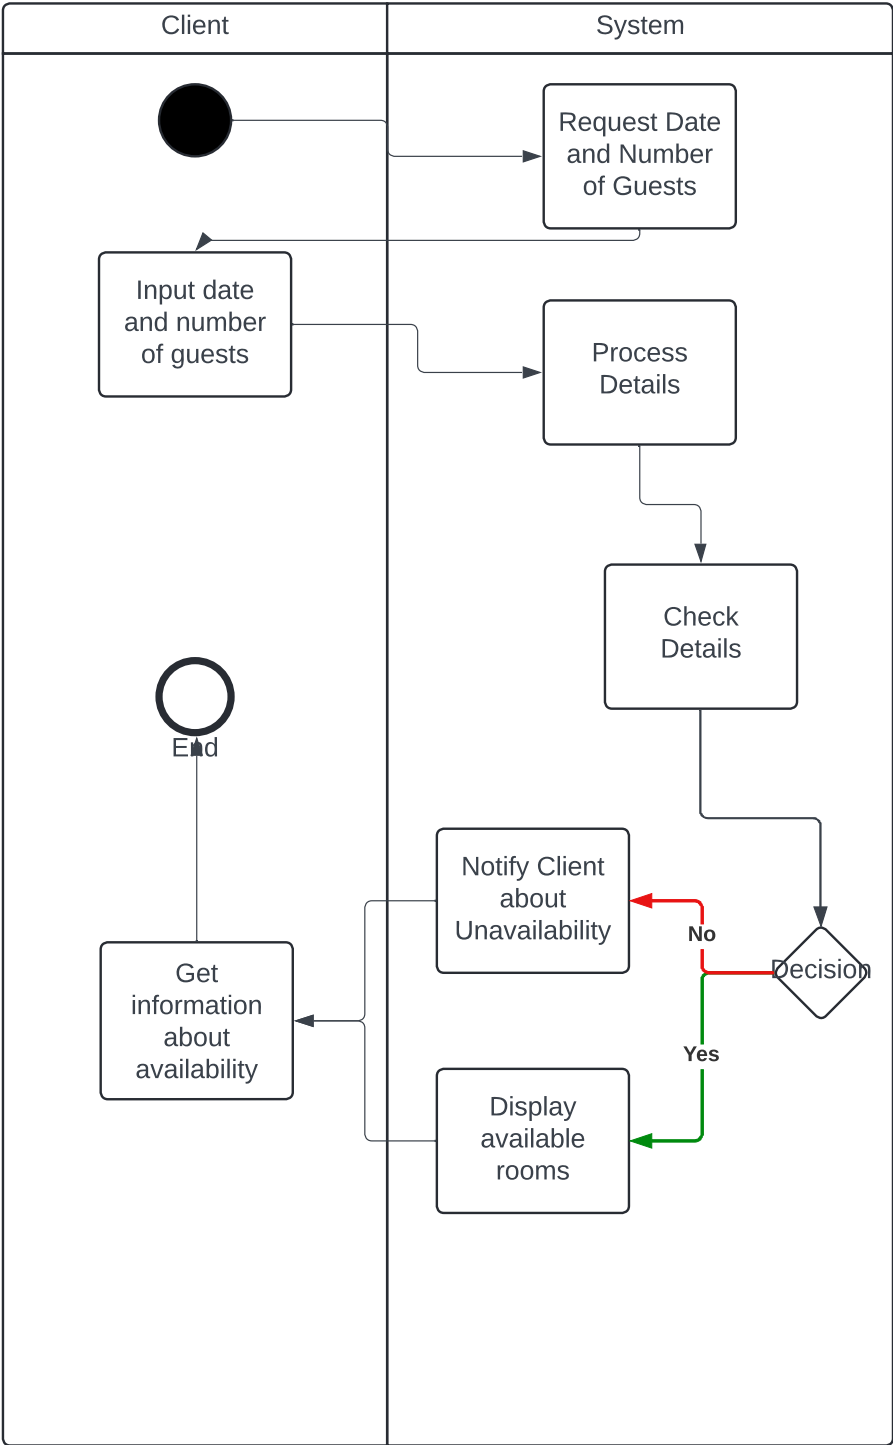 Client
System
Request Date
and Number
of Guests
Input date
and number
of guests
Process
Details
Check
Details
End
Notify Client
about
Unavailability
No
Decision
Get
information
about
availability
Yes
Display
available
rooms